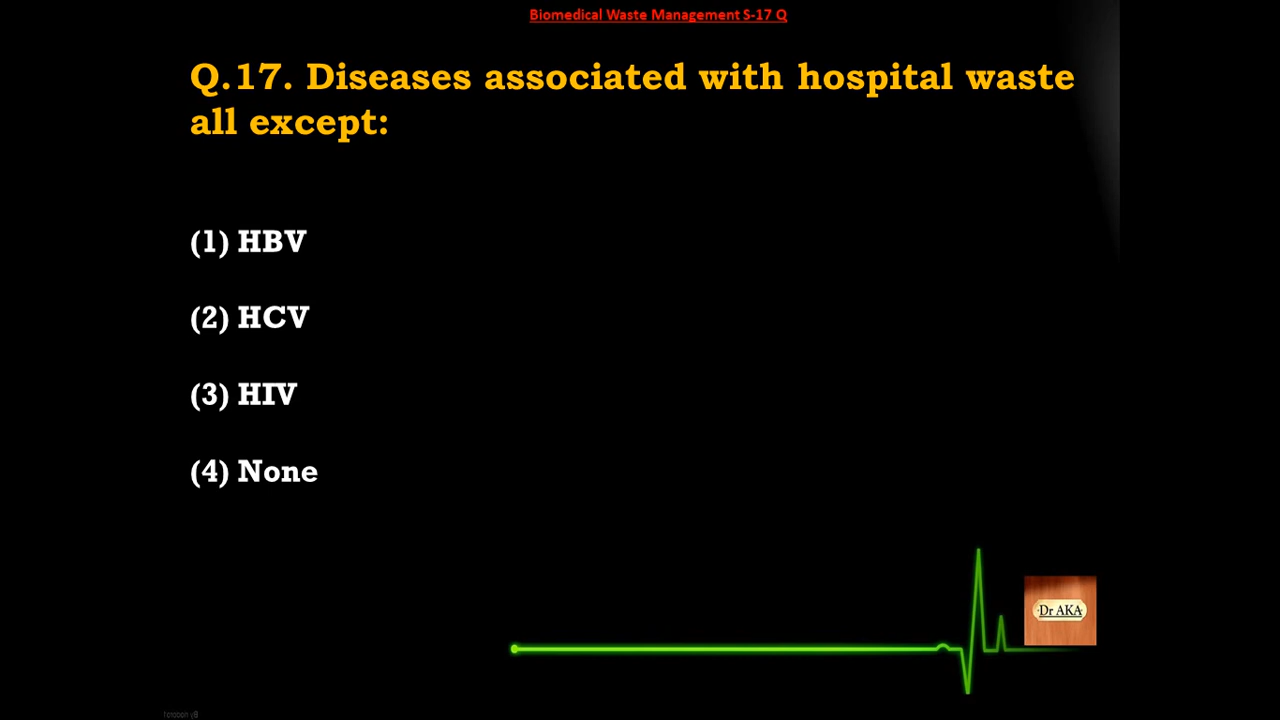 Biomedical Waste Management S-17 Q
Q.17. Diseases associated with hospital waste
all except:
(1) HBV
(2) HCV
(3) HIV
(4) None
Dr AKA